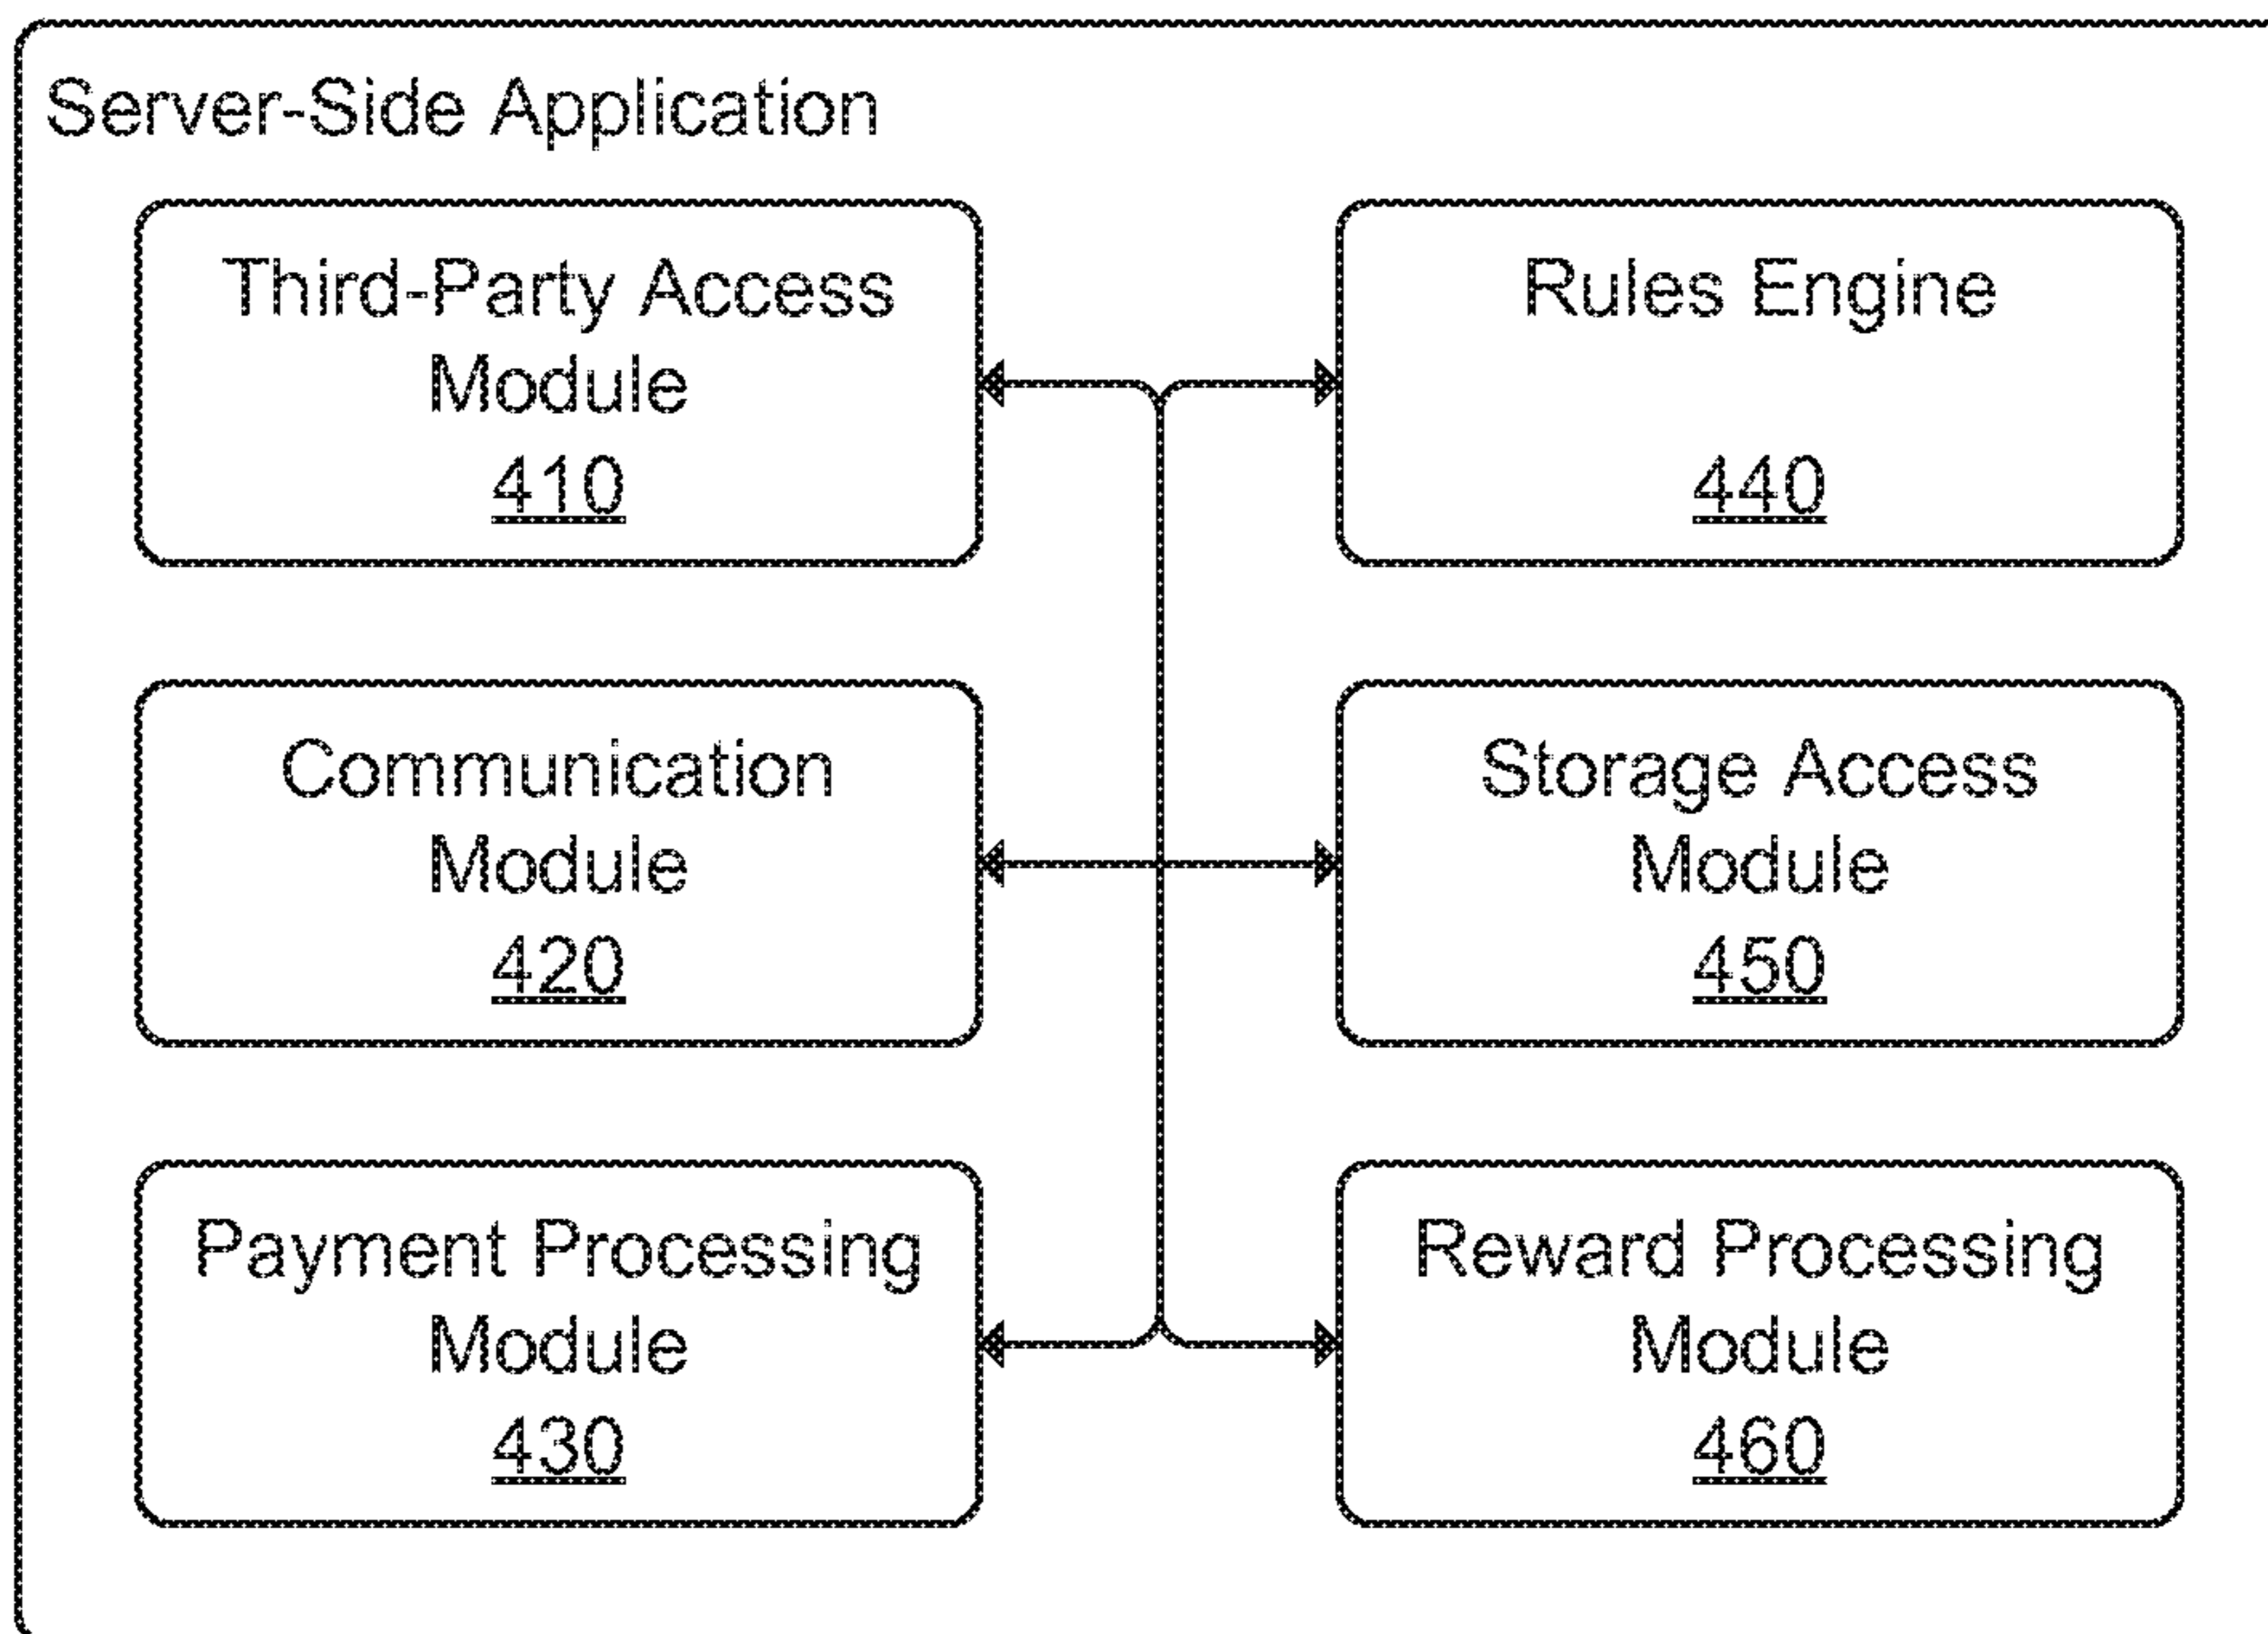 Server-Side Application
Third-Party Access
Module
410
Rules Engine
440
Communication
Module
420
Storage Access
Module
450
Payment Processing
Module
430
Reward Processing
Module
460